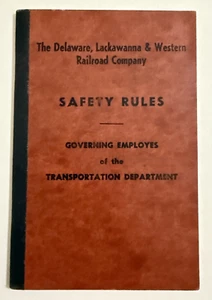 The Delaware, Lackawanna & Western
Railroad Company
SAFETY RULES
GOVERNING EMPLOYES
of the
TRANSPORTATION DEPARTMENT